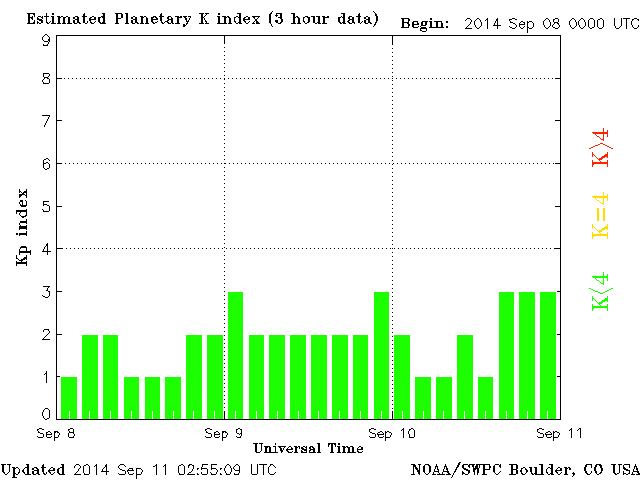 Estimated Planetary K index (3 hour data) Begin: 2014 Sep 08 0000 UTC
9
8
7
6
5
4
3
2
1
0
Kp index
K>4
K=4
K<4
Sep 8 Sep 9 Sep 10 Sep 11
Universal Time
Updated 2014 Sep 11 02:55:09 UTC NOAA/SWPC Boulder, CO USA